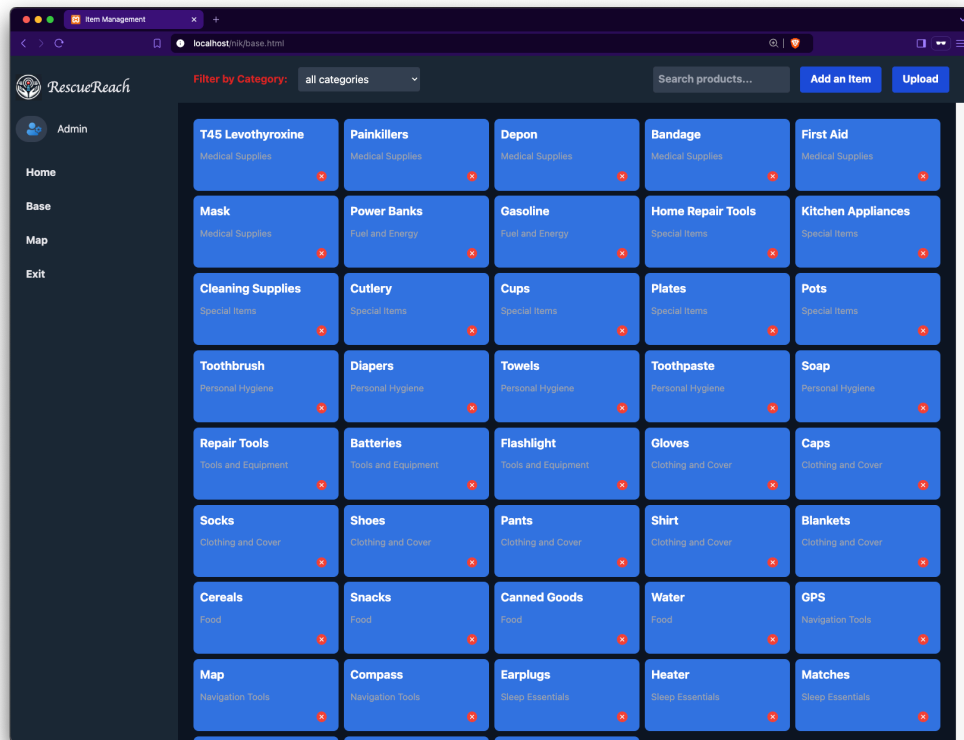 Item Management
localhost/nik/base.html
RescueReach
Filter by Category:
all categories
Search products...
Add an Item
Upload
Admin
Home
Base
Map
Exit
T45 Levothyroxine
Medical Supplies
Painkillers
Medical Supplies
Depon
Medical Supplies
Bandage
Medical Supplies
First Aid
Medical Supplies
Mask
Medical Supplies
Power Banks
Fuel and Energy
Gasoline
Fuel and Energy
Home Repair Tools
Special Items
Kitchen Appliances
Special Items
Cleaning Supplies
Special Items
Cutlery
Special Items
Cups
Special Items
Plates
Special Items
Pots
Special Items
Toothbrush
Personal Hygiene
Diapers
Personal Hygiene
Towels
Personal Hygiene
Toothpaste
Personal Hygiene
Soap
Personal Hygiene
Repair Tools
Tools and Equipment
Batteries
Tools and Equipment
Flashlight
Tools and Equipment
Gloves
Clothing and Cover
Caps
Clothing and Cover
Socks
Clothing and Cover
Shoes
Clothing and Cover
Pants
Clothing and Cover
Shirt
Clothing and Cover
Blankets
Clothing and Cover
Cereals
Food
Snacks
Food
Canned Goods
Food
Water
Food
GPS
Navigation Tools
Map
Navigation Tools
Compass
Navigation Tools
Earplugs
Sleep Essentials
Heater
Sleep Essentials
Matches
Sleep Essentials